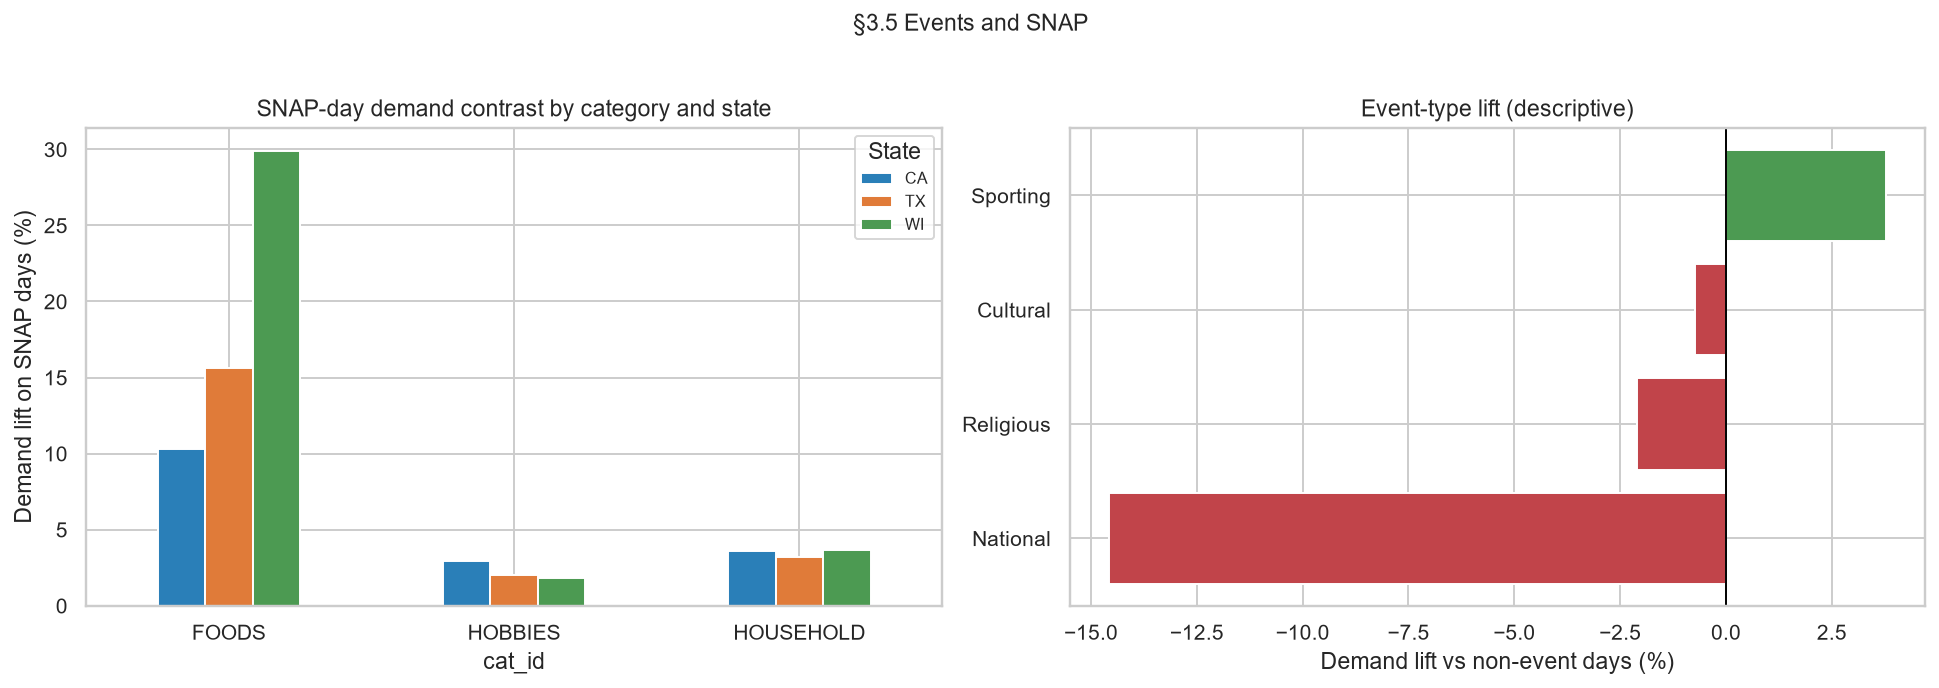 §3.5 Events and SNAP
SNAP-day demand contrast by category and state
Demand lift on SNAP days (%)
30
25
20
15
10
5
0
State
CA
TX
WI
FOODS
HOBBIES
HOUSEHOLD
cat_id
Event-type lift (descriptive)
Sporting
Cultural
Religious
National
−15.0
−12.5
−10.0
−7.5
−5.0
−2.5
0.0
2.5
Demand lift vs non-event days (%)